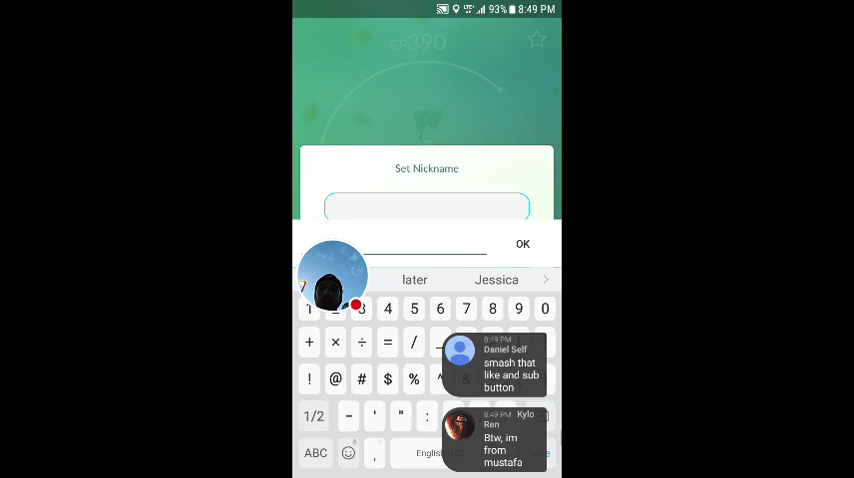 93% 8:49 PM
CP390
Set Nickname
OK
later Jessica
1 3 4 5 6 7 8 9 0
+ × ÷ = / _
! @ # $ % ^ &
1/2 - ' " :
ABC , English
8:49 PM
Daniel Self
smash that
like and sub
button
8:49 PM Kylo
Ren
Btw, im
from
mustafa